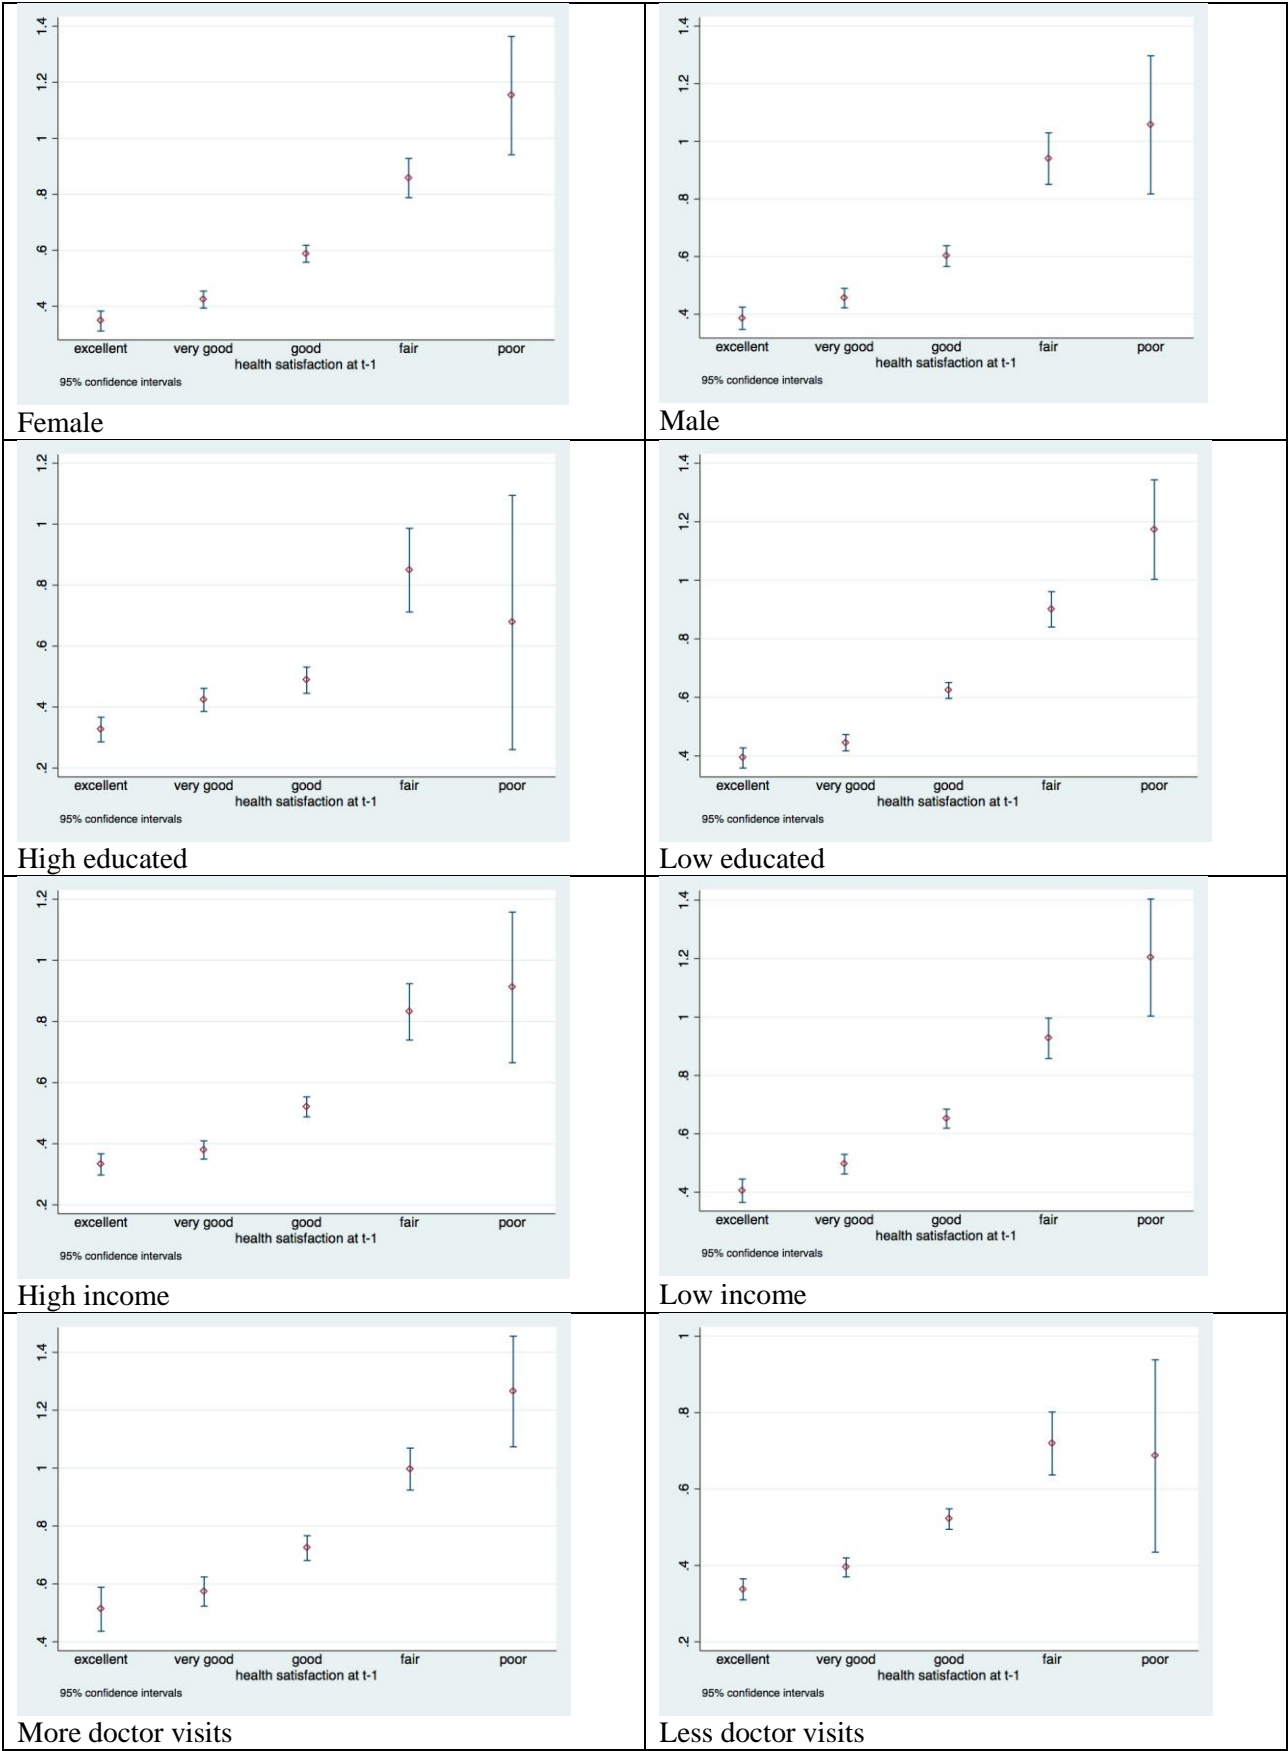 1.4
1.2
1
.8
.6
.4
excellent very good good fair poor
health satisfaction at t-1
95% confidence intervals
Female
1.4
1.2
1
.8
.6
.4
excellent very good good fair poor
health satisfaction at t-1
95% confidence intervals
Male
1.2
1
.8
.6
.4
.2
excellent very good good fair poor
health satisfaction at t-1
95% confidence intervals
High educated
1.4
1.2
1
.8
.6
.4
excellent very good good fair poor
health satisfaction at t-1
95% confidence intervals
Low educated
1.2
1
.8
.6
.4
.2
excellent very good good fair poor
health satisfaction at t-1
95% confidence intervals
High income
1.4
1.2
1
.8
.6
.4
excellent very good good fair poor
health satisfaction at t-1
95% confidence intervals
Low income
1.4
1.2
1
.8
.6
.4
excellent very good good fair poor
health satisfaction at t-1
95% confidence intervals
More doctor visits
1
.8
.6
.4
.2
excellent very good good fair poor
health satisfaction at t-1
95% confidence intervals
Less doctor visits